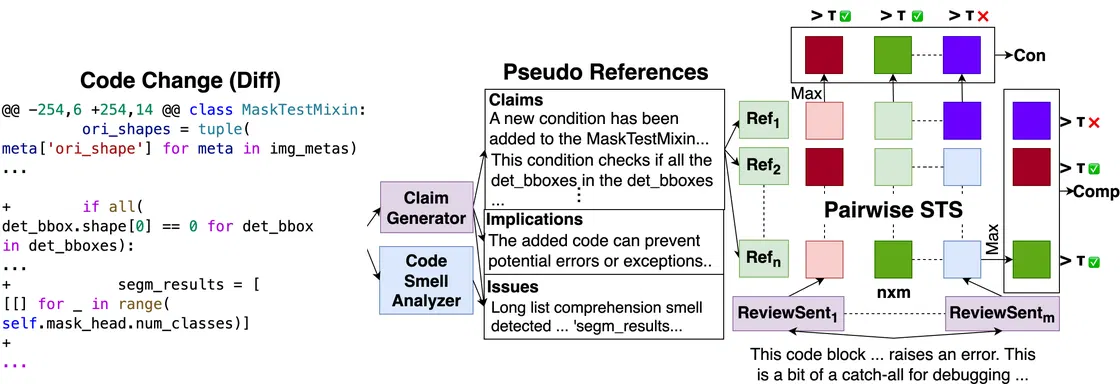 Code Change (Diff)
@@ -254,6 +254,14 @@ class MaskTestMixin:
ori_shapes = tuple(
meta['ori_shape'] for meta in img_metas)
...
+ if all(
det_bbox.shape[0] == 0 for det_bbox
in det_bboxes):
...
+ segm_results = [
[[] for _ in range(
self.mask_head.num_classes)]
+
...
Claim
Generator
Code
Smell
Analyzer
Pseudo References
Claims
A new condition has been
added to the MaskTestMixin...
This condition checks if all the
det_bboxes in the det_bboxes
...
⋮
Implications
The added code can prevent
potential errors or exceptions..
Issues
Long list comprehension smell
detected ... 'segm_results...
> τ ✅ > τ ✅ > τ ❌
Con
Max
Ref1
Ref2
Refn
Pairwise STS
nxm
Max
> τ ❌
> τ ✅
Comp
> τ ✅
ReviewSent1 ReviewSentm
This code block ... raises an error. This
is a bit of a catch-all for debugging ...